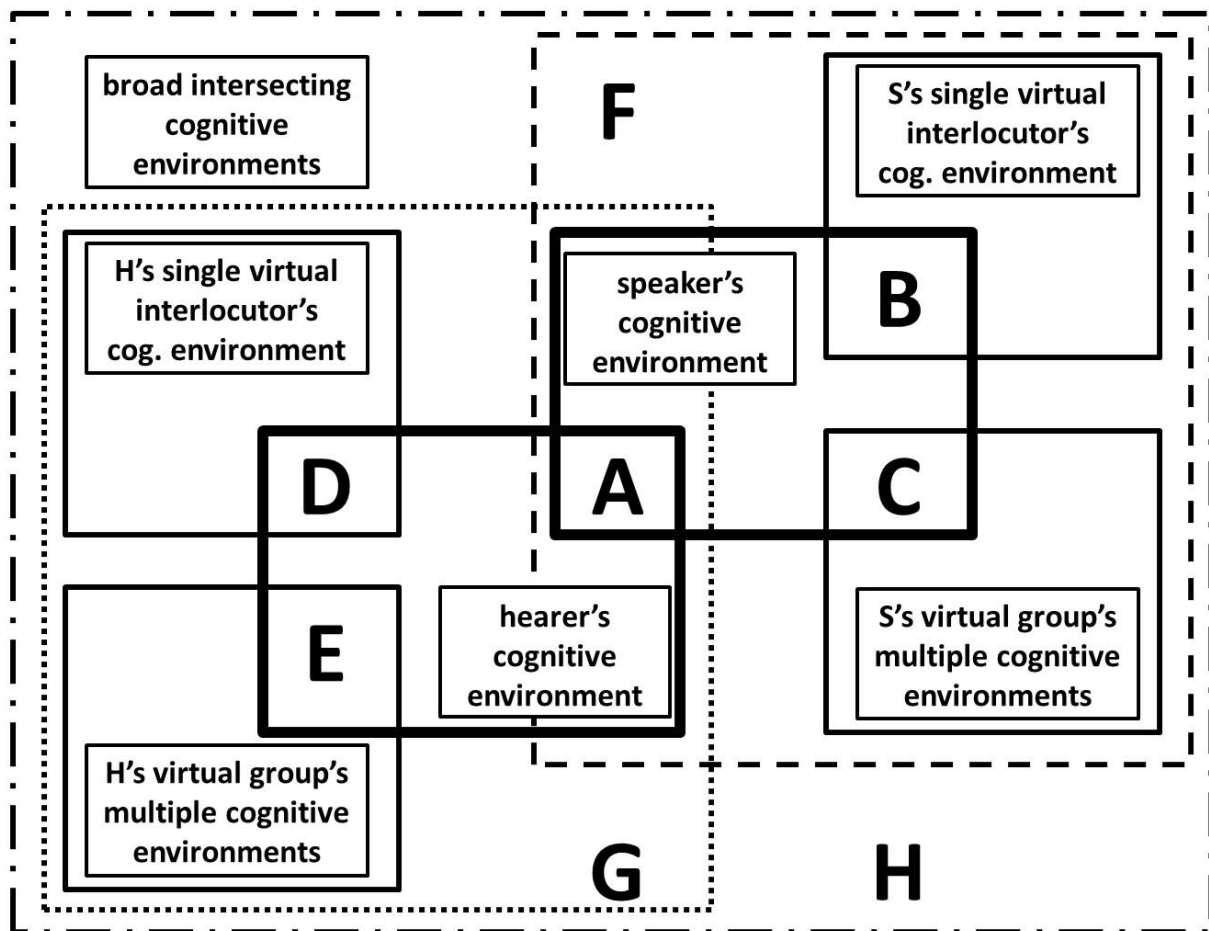 broad intersecting
cognitive
environments
F
S's single virtual
interlocutor's
cog. environment
H's single virtual
interlocutor's
cog. environment
speaker's
cognitive
environment
B
D
A
C
E
hearer's
cognitive
environment
S's virtual group's
multiple cognitive
environments
H's virtual group's
multiple cognitive
environments
G
H